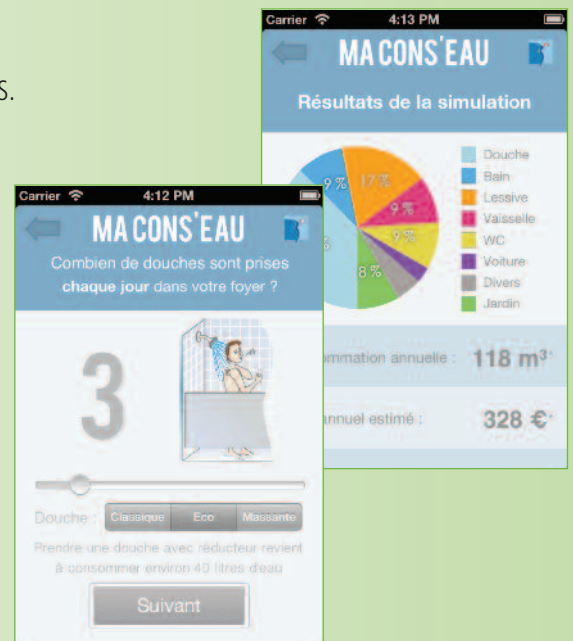 s.
Carrier 4:13 PM
MA CONS'EAU
Résultats de la simulation
9 %
17 %
9 %
9 %
8 %
%
Douche
Bain
Lessive
Vaisselle
WC
Voiture
Divers
Jardin
ommation annuelle : 118 m³*
annuel estimé : 328 €*
Carrier 4:12 PM
MA CONS'EAU
Combien de douches sont prises
chaque jour dans votre foyer ?
3
Douche : Classique Eco Massante
Prendre une douche avec réducteur revient
à consommer environ 40 litres d'eau
Suivant